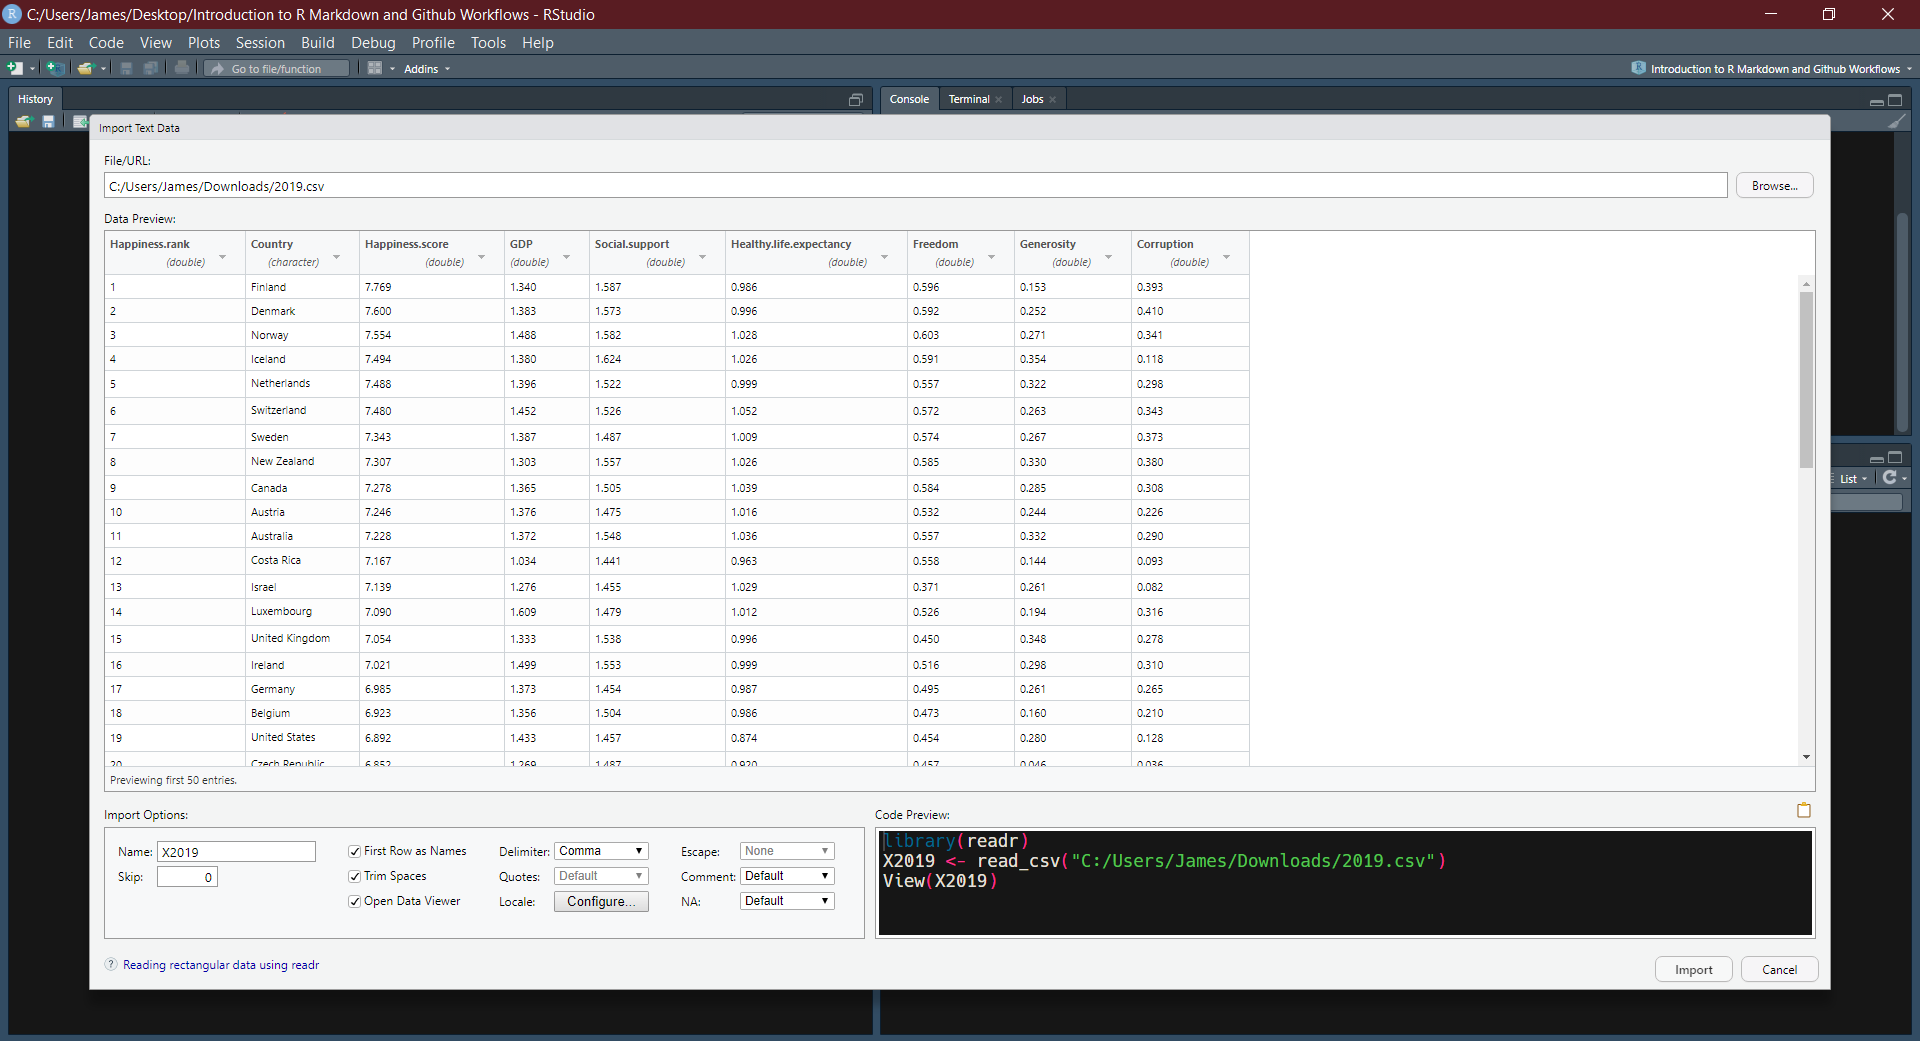 C:/Users/James/Desktop/Introduction to R Markdown and Github Workflows - RStudio
File Edit Code View Plots Session Build Debug Profile Tools Help
Go to file/function Addins Introduction to R Markdown and Github Workflows
History Console Terminal Jobs
Import Text Data
File/URL:
C:/Users/James/Downloads/2019.csv Browse...
Data Preview:
Happiness.rank Country Happiness.score GDP Social.support Healthy.life.expectancy Freedom Generosity Corruption
(double) (character) (double) (double) (double) (double) (double) (double) (double)
1 Finland 7.769 1.340 1.587 0.986 0.596 0.153 0.393
2 Denmark 7.600 1.383 1.573 0.996 0.592 0.252 0.410
3 Norway 7.554 1.488 1.582 1.028 0.603 0.271 0.341
4 Iceland 7.494 1.380 1.624 1.026 0.591 0.354 0.118
5 Netherlands 7.488 1.396 1.522 0.999 0.557 0.322 0.298
6 Switzerland 7.480 1.452 1.526 1.052 0.572 0.263 0.343
7 Sweden 7.343 1.387 1.487 1.009 0.574 0.267 0.373
8 New Zealand 7.307 1.303 1.557 1.026 0.585 0.330 0.380
List
9 Canada 7.278 1.365 1.505 1.039 0.584 0.285 0.308
10 Austria 7.246 1.376 1.475 1.016 0.532 0.244 0.226
11 Australia 7.228 1.372 1.548 1.036 0.557 0.332 0.290
12 Costa Rica 7.167 1.034 1.441 0.963 0.558 0.144 0.093
13 Israel 7.139 1.276 1.455 1.029 0.371 0.261 0.082
14 Luxembourg 7.090 1.609 1.479 1.012 0.526 0.194 0.316
15 United Kingdom 7.054 1.333 1.538 0.996 0.450 0.348 0.278
16 Ireland 7.021 1.499 1.553 0.999 0.516 0.298 0.310
17 Germany 6.985 1.373 1.454 0.987 0.495 0.261 0.265
18 Belgium 6.923 1.356 1.504 0.986 0.473 0.160 0.210
19 United States 6.892 1.433 1.457 0.874 0.454 0.280 0.128
20 Czech Republic 6.852 1.269 1.487 0.920 0.457 0.046 0.036
Previewing first 50 entries.
Import Options: Code Preview:
Name: X2019 First Row as Names Delimiter: Comma Escape: None
Skip: 0 Trim Spaces Quotes: Default Comment: Default
Open Data Viewer Locale: Configure... NA: Default
library(readr)
X2019 <- read_csv("C:/Users/James/Downloads/2019.csv")
View(X2019)
? Reading rectangular data using readr
Import Cancel